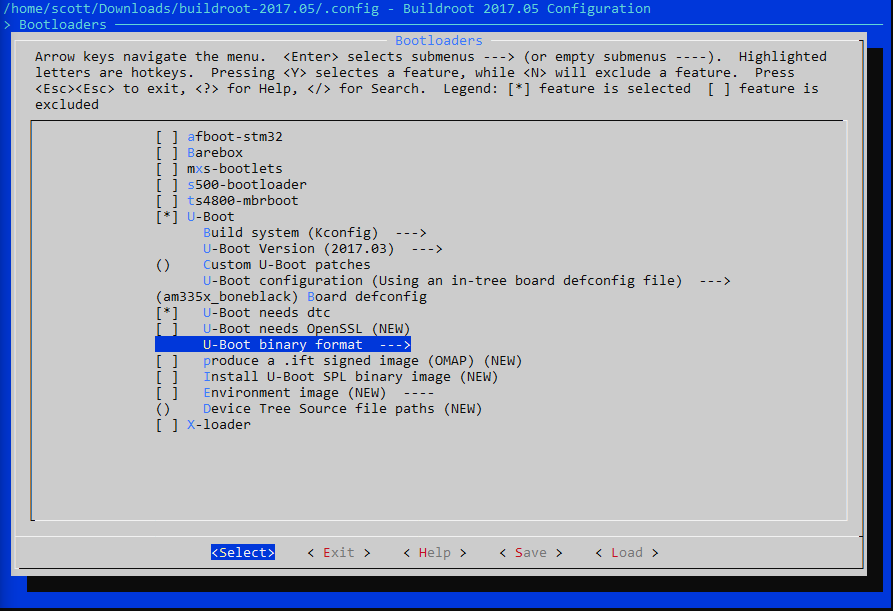 /home/scott/Downloads/buildroot-2017.05/.config - Buildroot 2017.05 Configuration
> Bootloaders
Bootloaders
Arrow keys navigate the menu.  <Enter> selects submenus ---> (or empty submenus ----).  Highlighted
letters are hotkeys.  Pressing <Y> selectes a feature, while <N> will exclude a feature.  Press
<Esc><Esc> to exit, <?> for Help, </> for Search.  Legend: [*] feature is selected  [ ] feature is
excluded
[ ] afboot-stm32
[ ] Barebox
[ ] mxs-bootlets
[ ] s500-bootloader
[ ] ts4800-mbrboot
[*] U-Boot
Build system (Kconfig)  --->
U-Boot Version (2017.03)  --->
()    Custom U-Boot patches
U-Boot configuration (Using an in-tree board defconfig file)  --->
(am335x_boneblack) Board defconfig
[*]   U-Boot needs dtc
[ ]   U-Boot needs OpenSSL (NEW)
U-Boot binary format  --->
[ ]   produce a .ift signed image (OMAP) (NEW)
[ ]   Install U-Boot SPL binary image (NEW)
[ ]   Environment image (NEW)  ----
()    Device Tree Source file paths (NEW)
[ ] X-loader
<Select>    < Exit >    < Help >    < Save >    < Load >